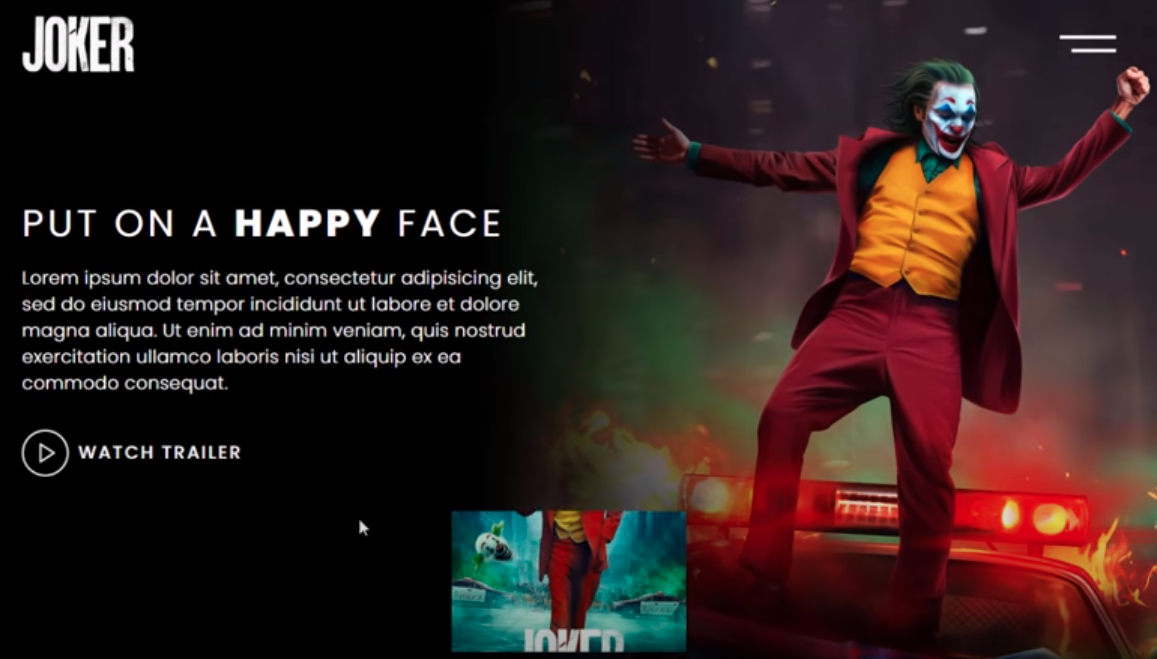 JOKER
PUT ON A HAPPY FACE
Lorem ipsum dolor sit amet, consectetur adipisicing elit,
sed do eiusmod tempor incididunt ut labore et dolore
magna aliqua. Ut enim ad minim veniam, quis nostrud
exercitation ullamco laboris nisi ut aliquip ex ea
commodo consequat.
WATCH TRAILER
JOKER